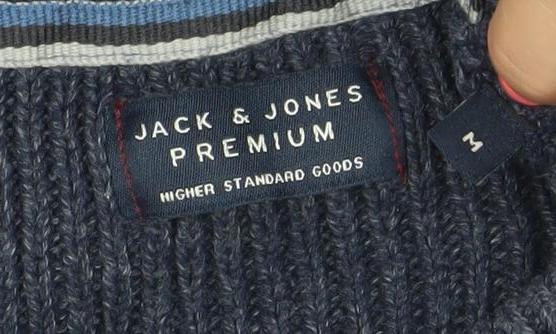 JACK & JONES
PREMIUM
HIGHER STANDARD GOODS
M